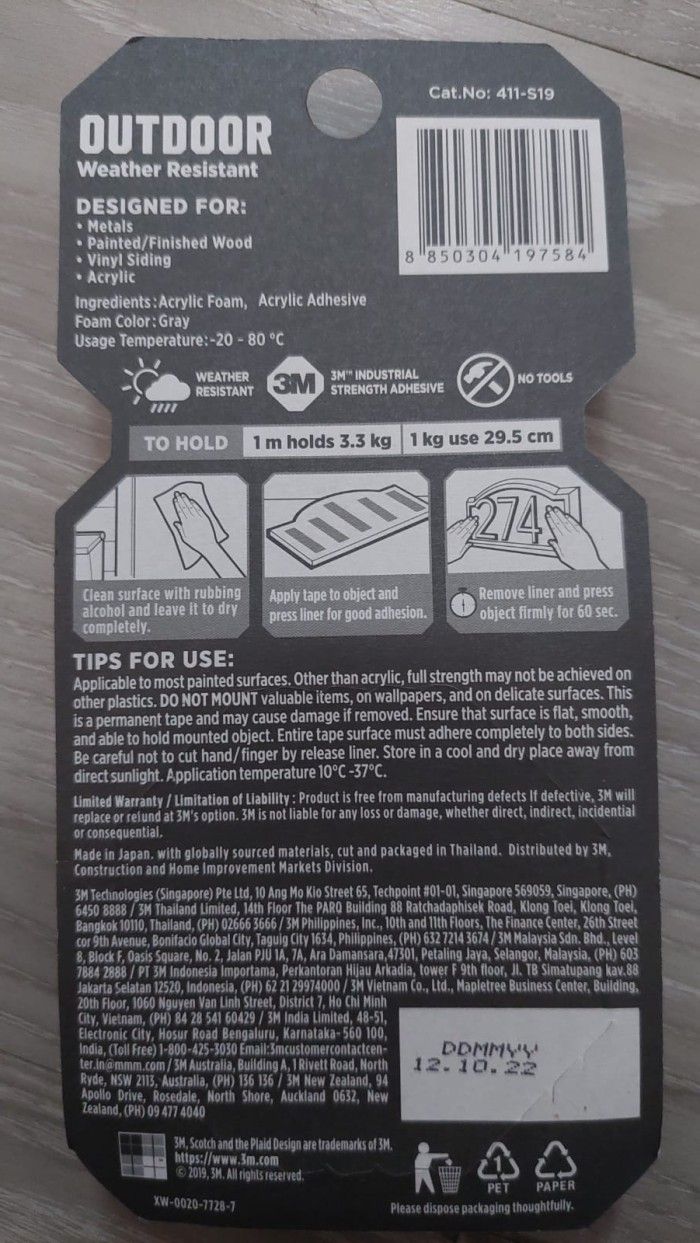 Cat.No: 411-S19
OUTDOOR
Weather Resistant
8 850304 197584
DESIGNED FOR:
• Metals
• Painted/Finished Wood
• Vinyl Siding
• Acrylic
Ingredients: Acrylic Foam, Acrylic Adhesive
Foam Color: Gray
Usage Temperature:-20 - 80 °C
WEATHER
RESISTANT
3M
3M™ INDUSTRIAL
STRENGTH ADHESIVE
NO TOOLS
TO HOLD 1 m holds 3.3 kg 1 kg use 29.5 cm
274
Clean surface with rubbing
alcohol and leave it to dry
completely.
Apply tape to object and
press liner for good adhesion.
Remove liner and press
object firmly for 60 sec.
TIPS FOR USE:
Applicable to most painted surfaces. Other than acrylic, full strength may not be achieved on
other plastics. DO NOT MOUNT valuable items, on wallpapers, and on delicate surfaces. This
is a permanent tape and may cause damage if removed. Ensure that surface is flat, smooth,
and able to hold mounted object. Entire tape surface must adhere completely to both sides.
Be careful not to cut hand/finger by release liner. Store in a cool and dry place away from
direct sunlight. Application temperature 10°C -37°C.
Limited Warranty / Limitation of Liability : Product is free from manufacturing defects If defective, 3M will
replace or refund at 3M's option. 3M is not liable for any loss or damage, whether direct, indirect, incidential
or consequential.
Made in Japan. with globally sourced materials, cut and packaged in Thailand. Distributed by 3M,
Construction and Home Improvement Markets Division.
3M Technologies (Singapore) Pte Ltd, 10 Ang Mo Kio Street 65, Techpoint #01-01, Singapore 569059, Singapore, (PH)
6450 8888 / 3M Thailand Limited, 14th Floor The PARQ Building 88 Ratchadaphisek Road, Klong Toei, Klong Toei,
Bangkok 10110, Thailand, (PH) 02666 3666 / 3M Philippines, Inc., 10th and 11th Floors, The Finance Center, 26th Street
cor 9th Avenue, Bonifacio Global City, Taguig City 1634, Philippines, (PH) 632 7214 3674 / 3M Malaysia Sdn. Bhd., Level
8, Block F, Oasis Square, No. 2, Jalan PJU 1A, 7A, Ara Damansara,47301, Petaling Jaya, Selangor, Malaysia, (PH) 603
7884 2888 / PT 3M Indonesia Importama, Perkantoran Hijau Arkadia, tower F 9th floor, Jl. TB Simatupang kav.88
Jakarta Selatan 12520, Indonesia, (PH) 62 21 29974000 / 3M Vietnam Co., Ltd., Mapletree Business Center, Building,
20th Floor, 1060 Nguyen Van Linh Street, District 7, Ho Chi Minh
City, Vietnam, (PH) 84 28 541 60429 / 3M India Limited, 48-51,
Electronic City, Hosur Road Bengaluru, Karnataka- 560 100,
India, (Toll Free) 1-800-425-3030 Email:3mcustomercontactcen-
ter.in@mmm.com / 3M Australia, Building A, 1 Rivett Road, North
Ryde, NSW 2113, Australia, (PH) 136 136 / 3M New Zealand, 94
Apollo Drive, Rosedale, North Shore, Auckland 0632, New
Zealand, (PH) 09 477 4040
DDMMYY
12.10.22
3M, Scotch and the Plaid Design are trademarks of 3M.
https://www.3m.com
© 2019, 3M. All rights reserved.
1
PET
PAPER
XW-0020-7728-7
Please dispose packaging thoughtfully.